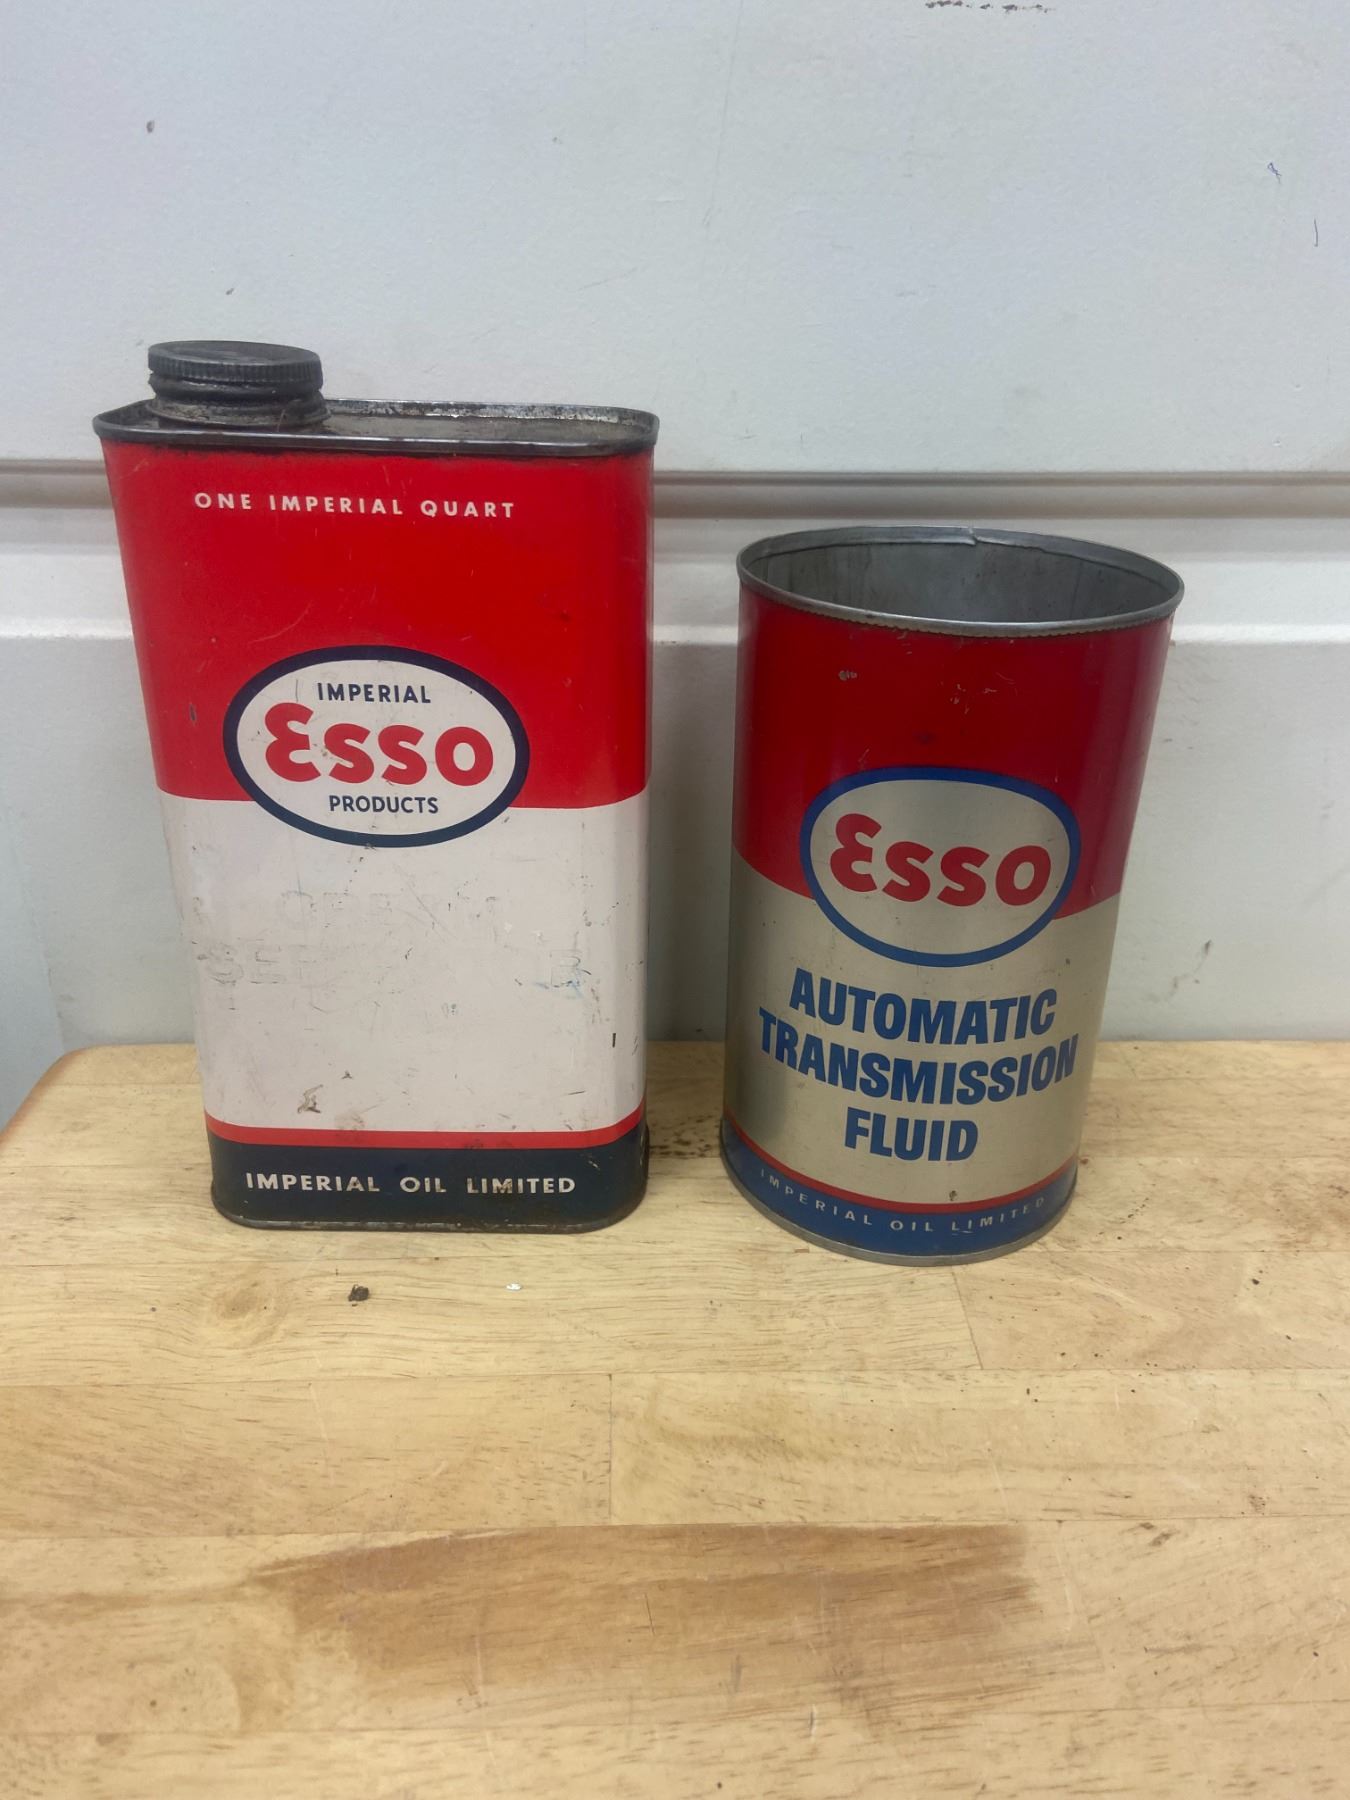 ONE IMPERIAL QUART
IMPERIAL
Esso
PRODUCTS
IMPERIAL OIL LIMITED
Esso
AUTOMATIC
TRANSMISSION
FLUID
IMPERIAL OIL LIMITED